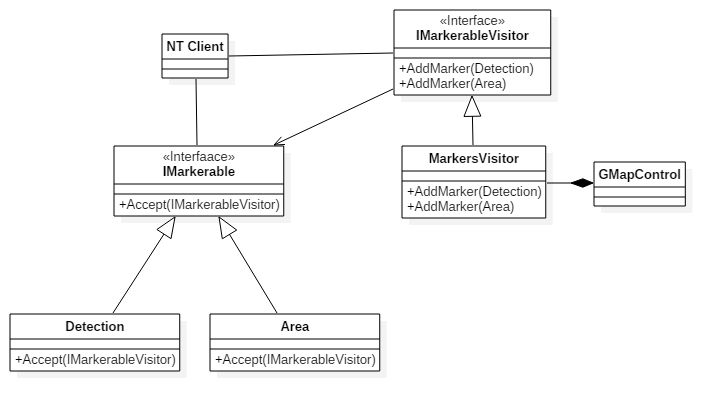 «Interface»
IMarkerableVisitor
+AddMarker(Detection)
+AddMarker(Area)
NT Client
«Interfaace»
IMarkerable
+Accept(IMarkerableVisitor)
MarkersVisitor
+AddMarker(Detection)
+AddMarker(Area)
GMapControl
Detection
+Accept(IMarkerableVisitor)
Area
+Accept(IMarkerableVisitor)